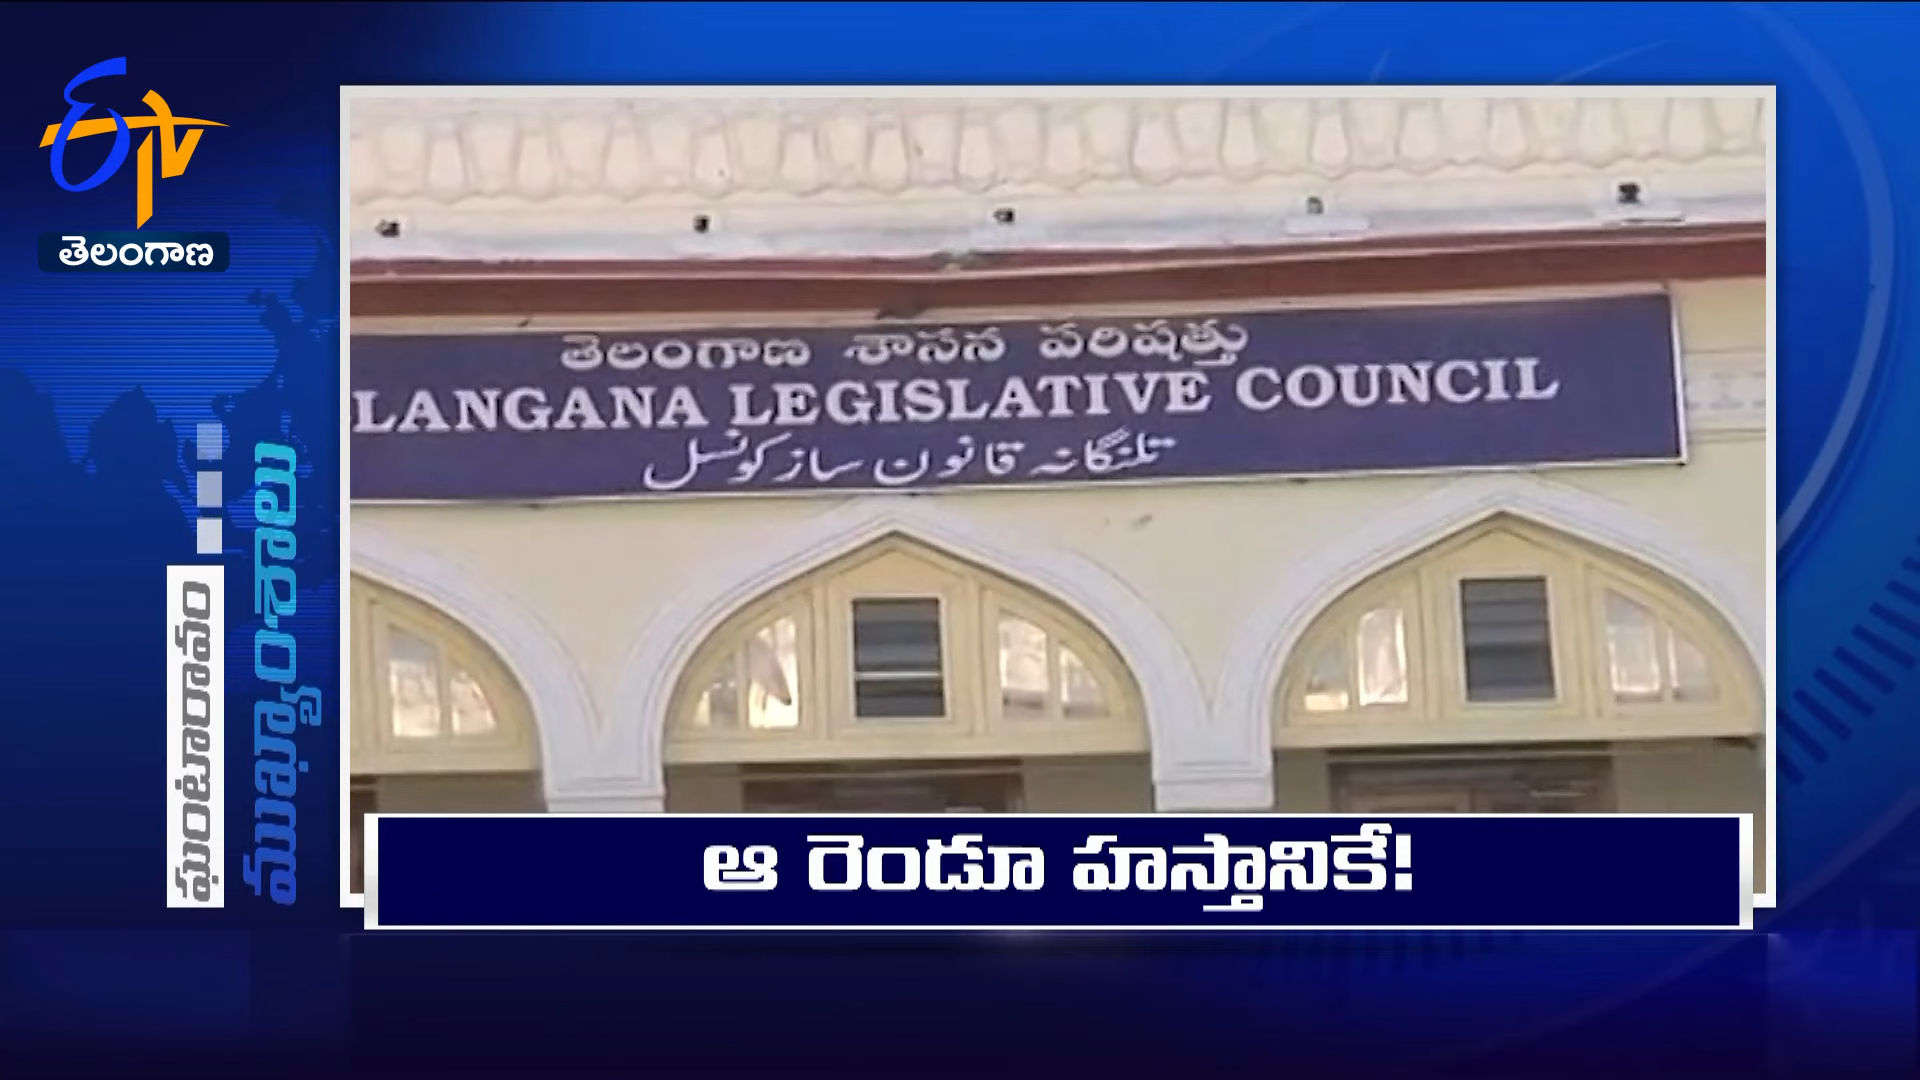 ETV
తెలంగాణ
తెలంగాణ శాసన పరిషత్తు
LANGANA LEGISLATIVE COUNCIL
تلنگانہ قانون ساز کونسل
ఘంటారావం
ముఖ్యాంశాలు
ఆ రెండూ హస్తానికే!